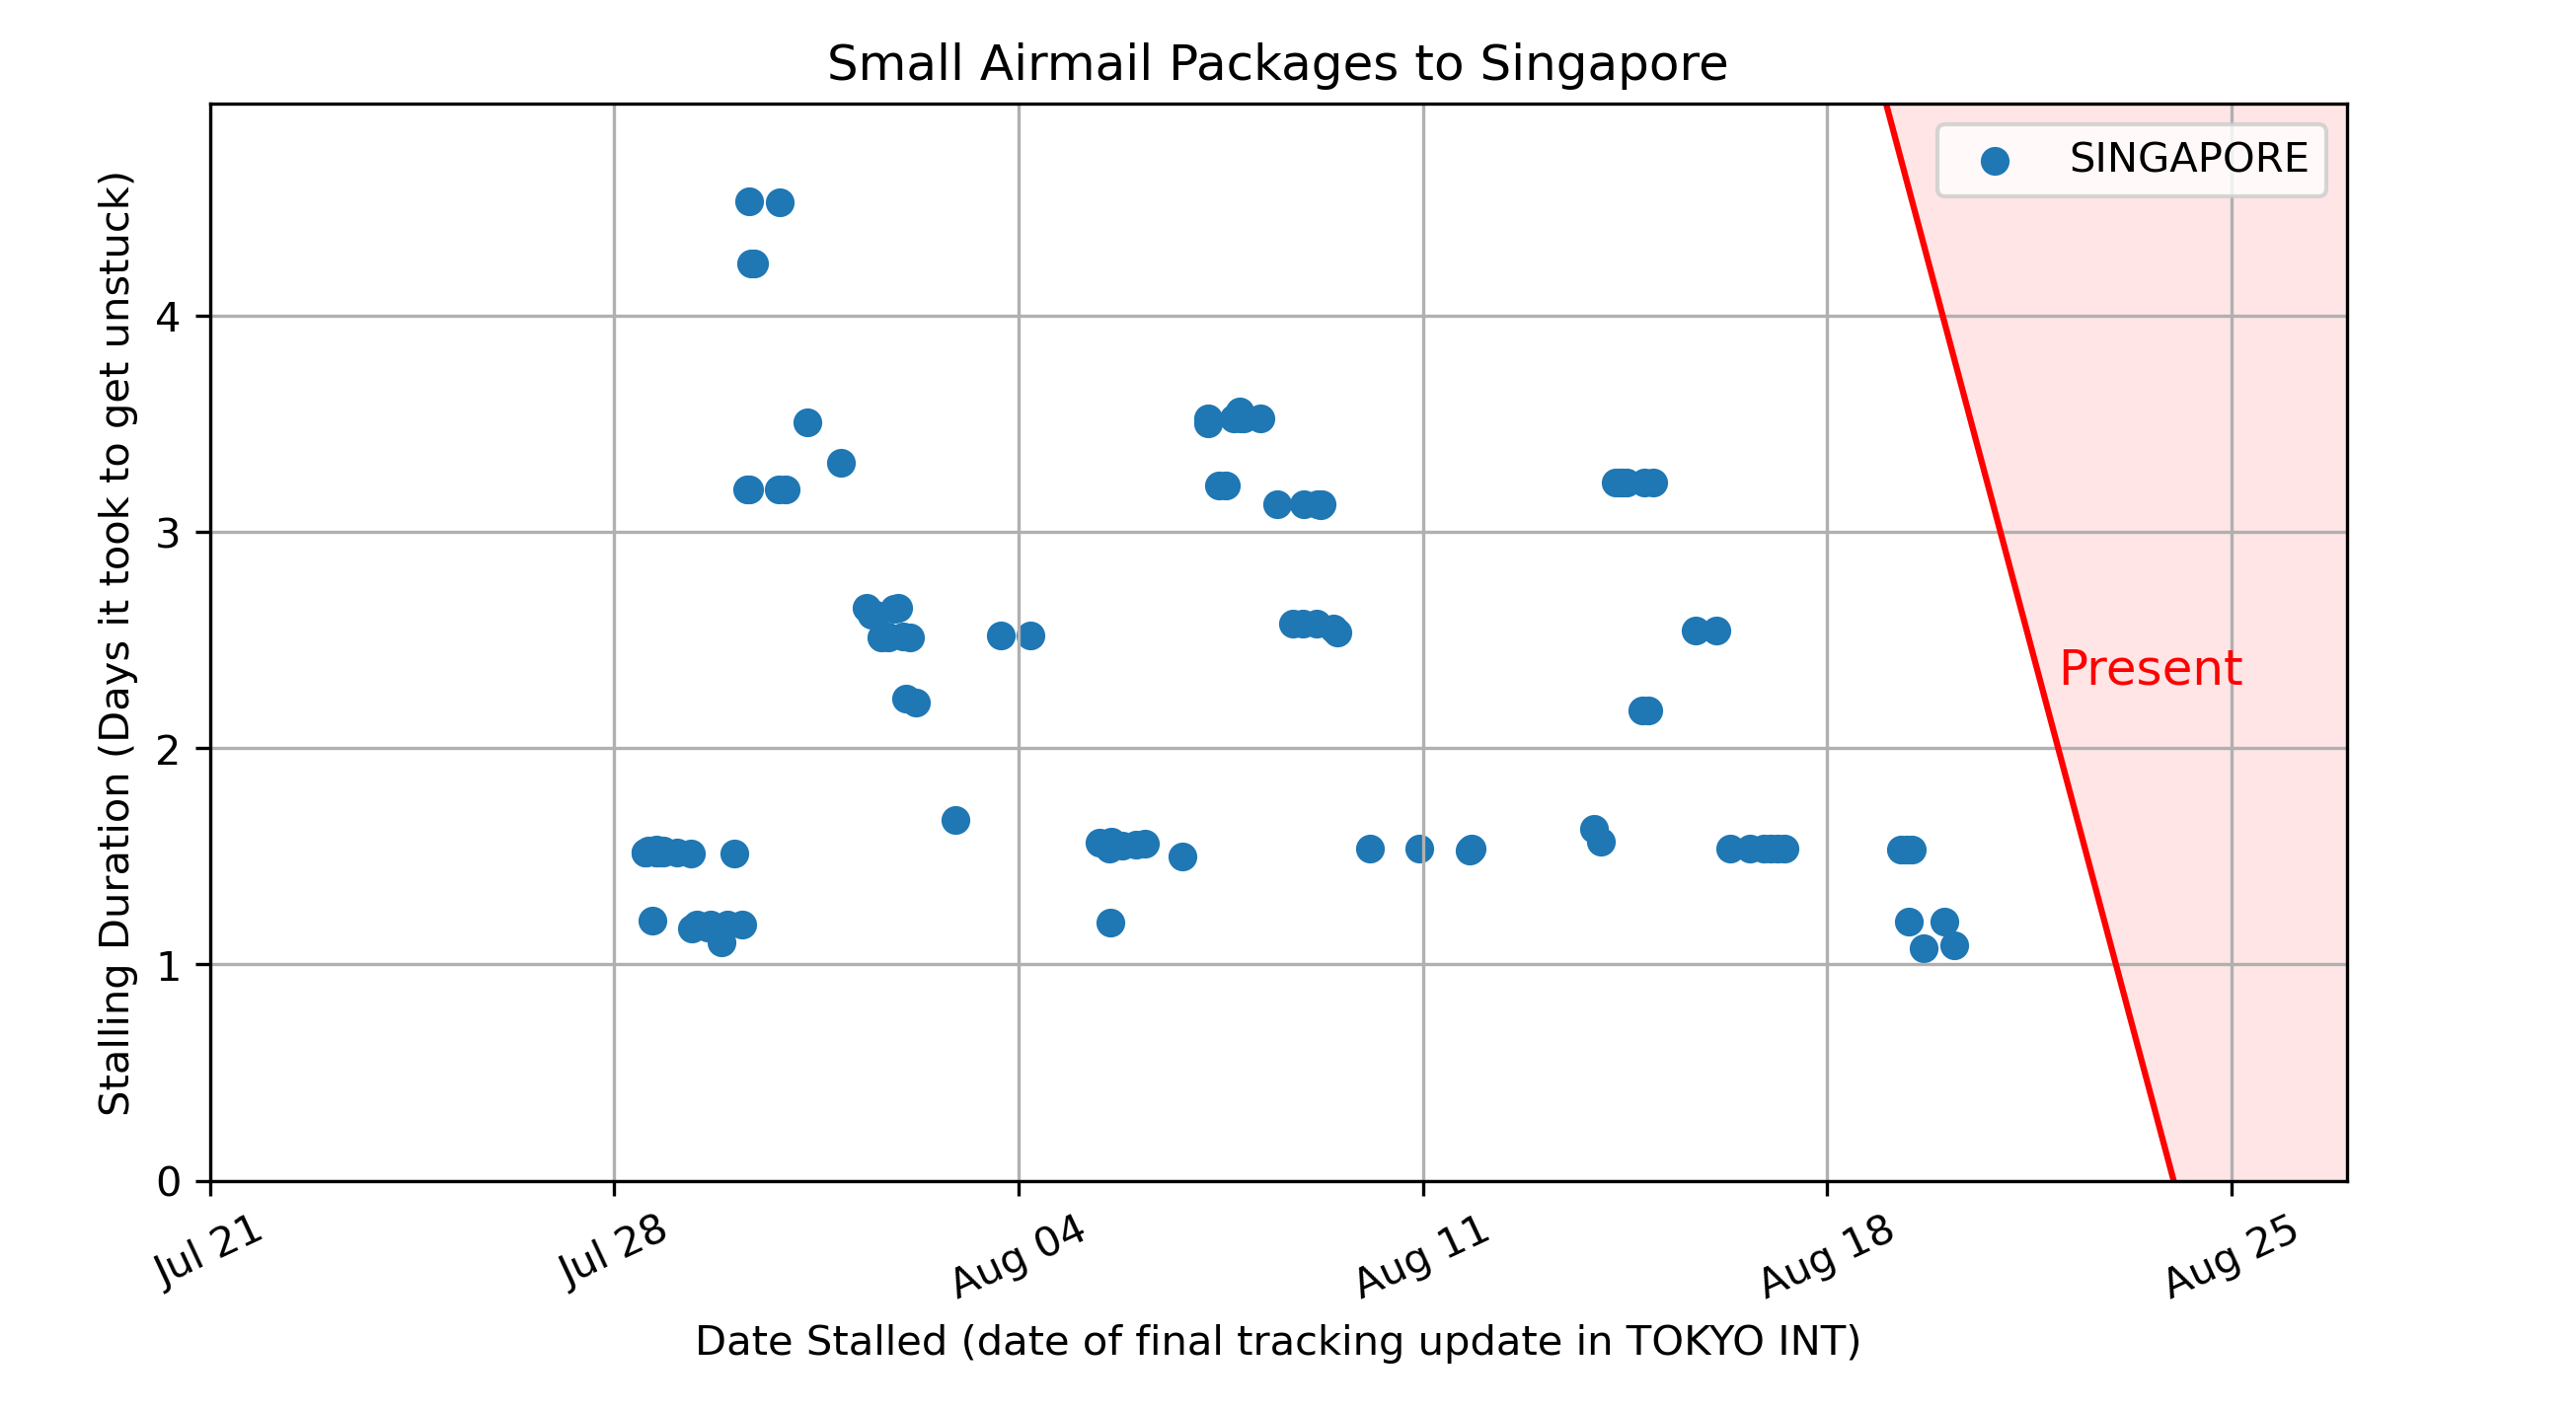 Small Airmail Packages to Singapore
SINGAPORE
Stalling Duration (Days it took to get unstuck)
4
3
2
1
0
Present
Jul 21
Jul 28
Aug 04
Aug 11
Aug 18
Aug 25
Date Stalled (date of final tracking update in TOKYO INT)